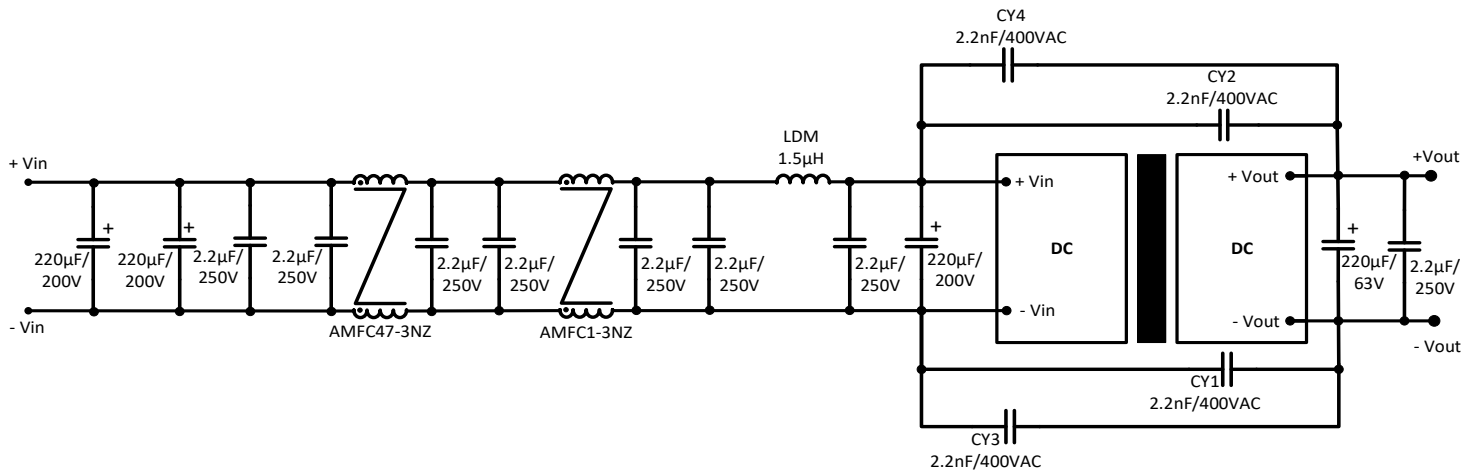 CY4
2.2nF/400VAC
CY2
2.2nF/400VAC
LDM
1.5µH
+ Vin
+Vout
+ Vin
+ Vout
+
+
+
+
220µF/
200V
220µF/
200V
2.2µF/
250V
2.2µF/
250V
2.2µF/
250V
2.2µF/
250V
2.2µF/
250V
2.2µF/
250V
2.2µF/
250V
220µF/
200V
DC
DC
220µF/
63V
2.2µF/
250V
- Vin
- Vin
- Vout
- Vout
AMFC47-3NZ
AMFC1-3NZ
CY1
2.2nF/400VAC
CY3
2.2nF/400VAC